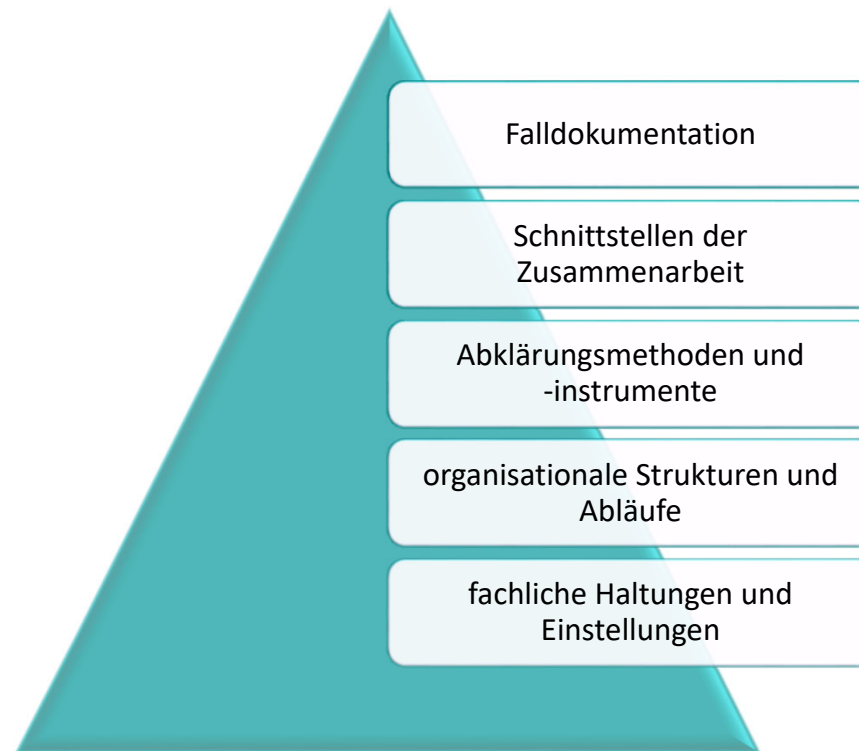 Falldokumentation
Schnittstellen der
Zusammenarbeit
Abklärungsmethoden und
-instrumente
organisationale Strukturen und
Abläufe
fachliche Haltungen und
Einstellungen